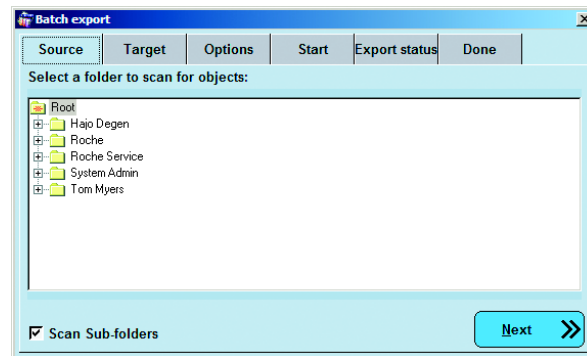 Batch export
Source Target Options Start Export status Done
Select a folder to scan for objects:
Root
Hajo Degen
Roche
Roche Service
System Admin
Tom Myers
Scan Sub-folders
Next